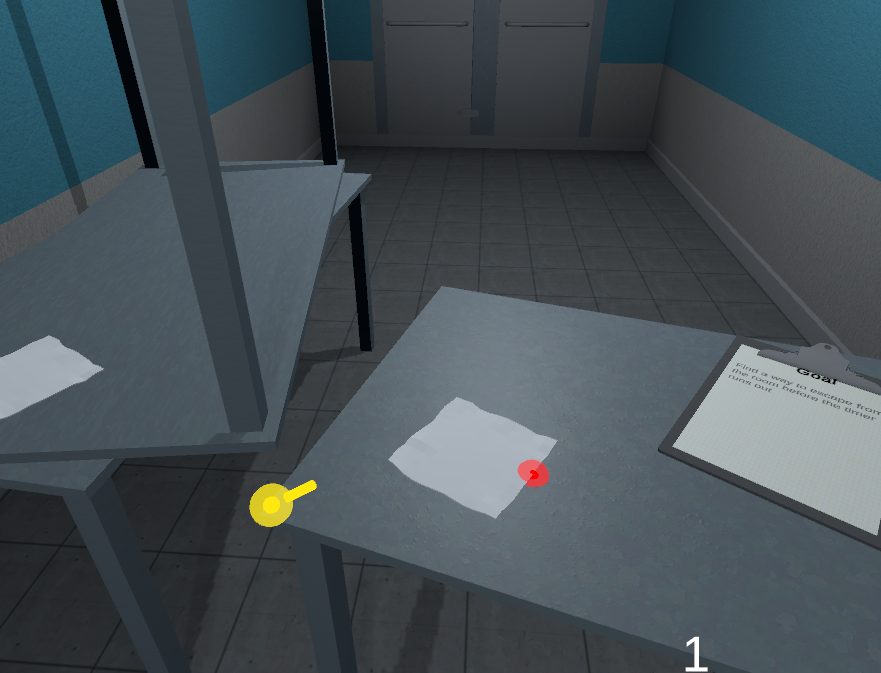 Goal
Find a way to escape from
the room before the timer
runs out
1